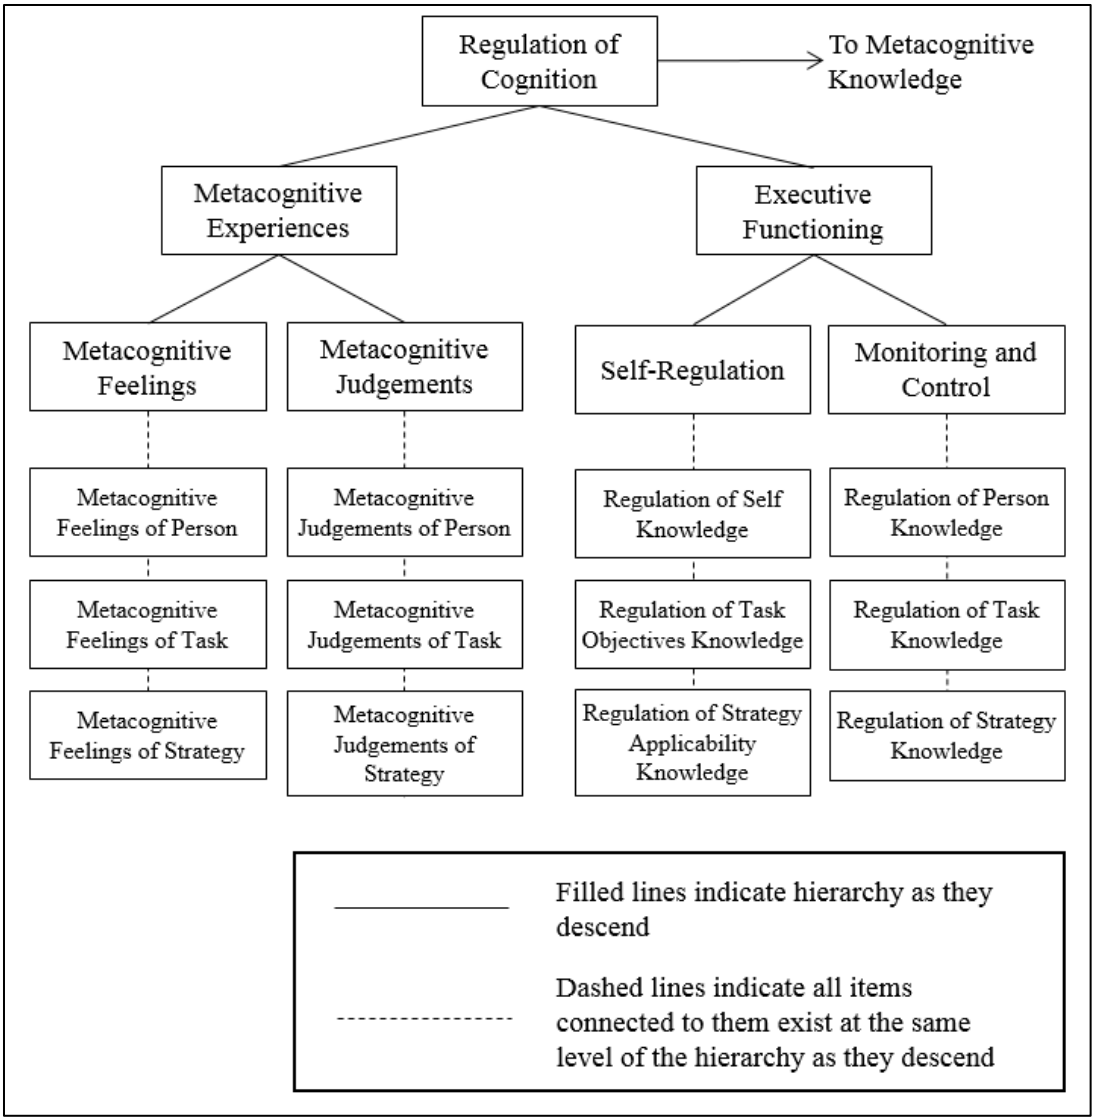 Regulation of
Cognition
To Metacognitive
Knowledge
Metacognitive
Experiences
Executive
Functioning
Metacognitive
Feelings
Metacognitive
Judgements
Self-Regulation
Monitoring and
Control
Metacognitive
Feelings of Person
Metacognitive
Judgements of Person
Regulation of Self
Knowledge
Regulation of Person
Knowledge
Metacognitive
Feelings of Task
Metacognitive
Judgements of Task
Regulation of Task
Objectives Knowledge
Regulation of Task
Knowledge
Metacognitive
Feelings of Strategy
Metacognitive
Judgements of
Strategy
Regulation of Strategy
Applicability
Knowledge
Regulation of Strategy
Knowledge
Filled lines indicate hierarchy as they
descend
Dashed lines indicate all items
connected to them exist at the same
level of the hierarchy as they descend